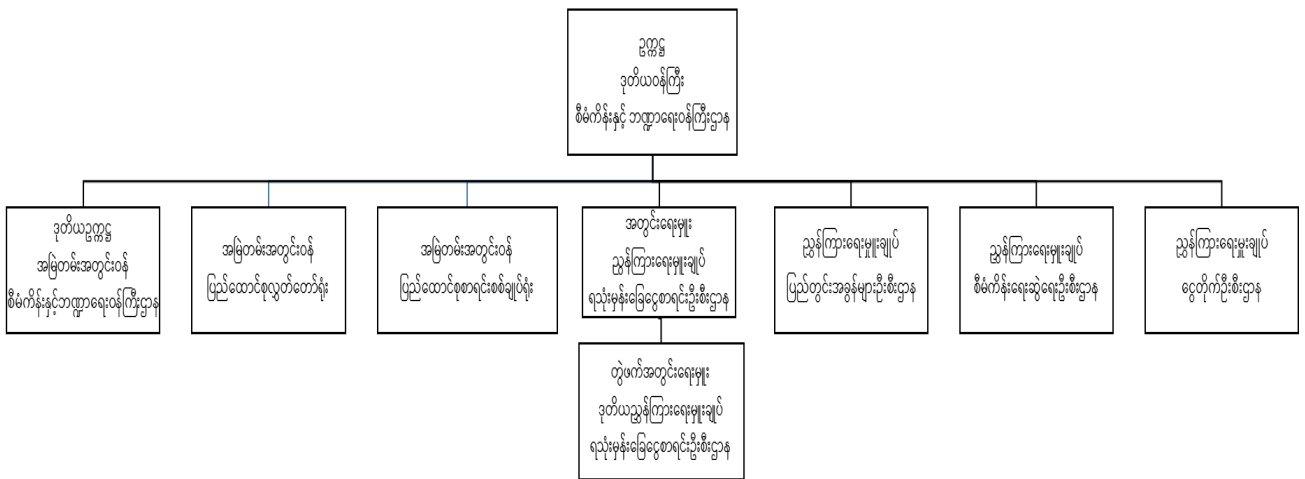 ဥက္ကဋ္ဌ
ဒုတိယဝန်ကြီး
စီမံကိန်းနှင့် ဘဏ္ဍာရေးဝန်ကြီးဌာန
ဒုတိယဥက္ကဋ္ဌ
အမြဲတမ်းအတွင်းဝန်
စီမံကိန်းနှင့်ဘဏ္ဍာရေးဝန်ကြီးဌာန
အမြဲတမ်းအတွင်းဝန်
ပြည်ထောင်စုလွှတ်တော်ရုံး
အမြဲတမ်းအတွင်းဝန်
ပြည်ထောင်စုစာရင်းစစ်ချုပ်ရုံး
အတွင်းရေးမှူး
ညွှန်ကြားရေးမှူးချုပ်
ရသုံးမှန်းခြေငွေစာရင်းဦးစီးဌာန
ညွှန်ကြားရေးမှူးချုပ်
ပြည်တွင်းအခွန်များဦးစီးဌာန
ညွှန်ကြားရေးမှူးချုပ်
စီမံကိန်းရေးဆွဲရေးဦးစီးဌာန
ညွှန်ကြားရေးမှူးချုပ်
ငွေတိုက်ဦးစီးဌာန
တွဲဖက်အတွင်းရေးမှူး
ဒုတိယညွှန်ကြားရေးမှူးချုပ်
ရသုံးမှန်းခြေငွေစာရင်းဦးစီးဌာန